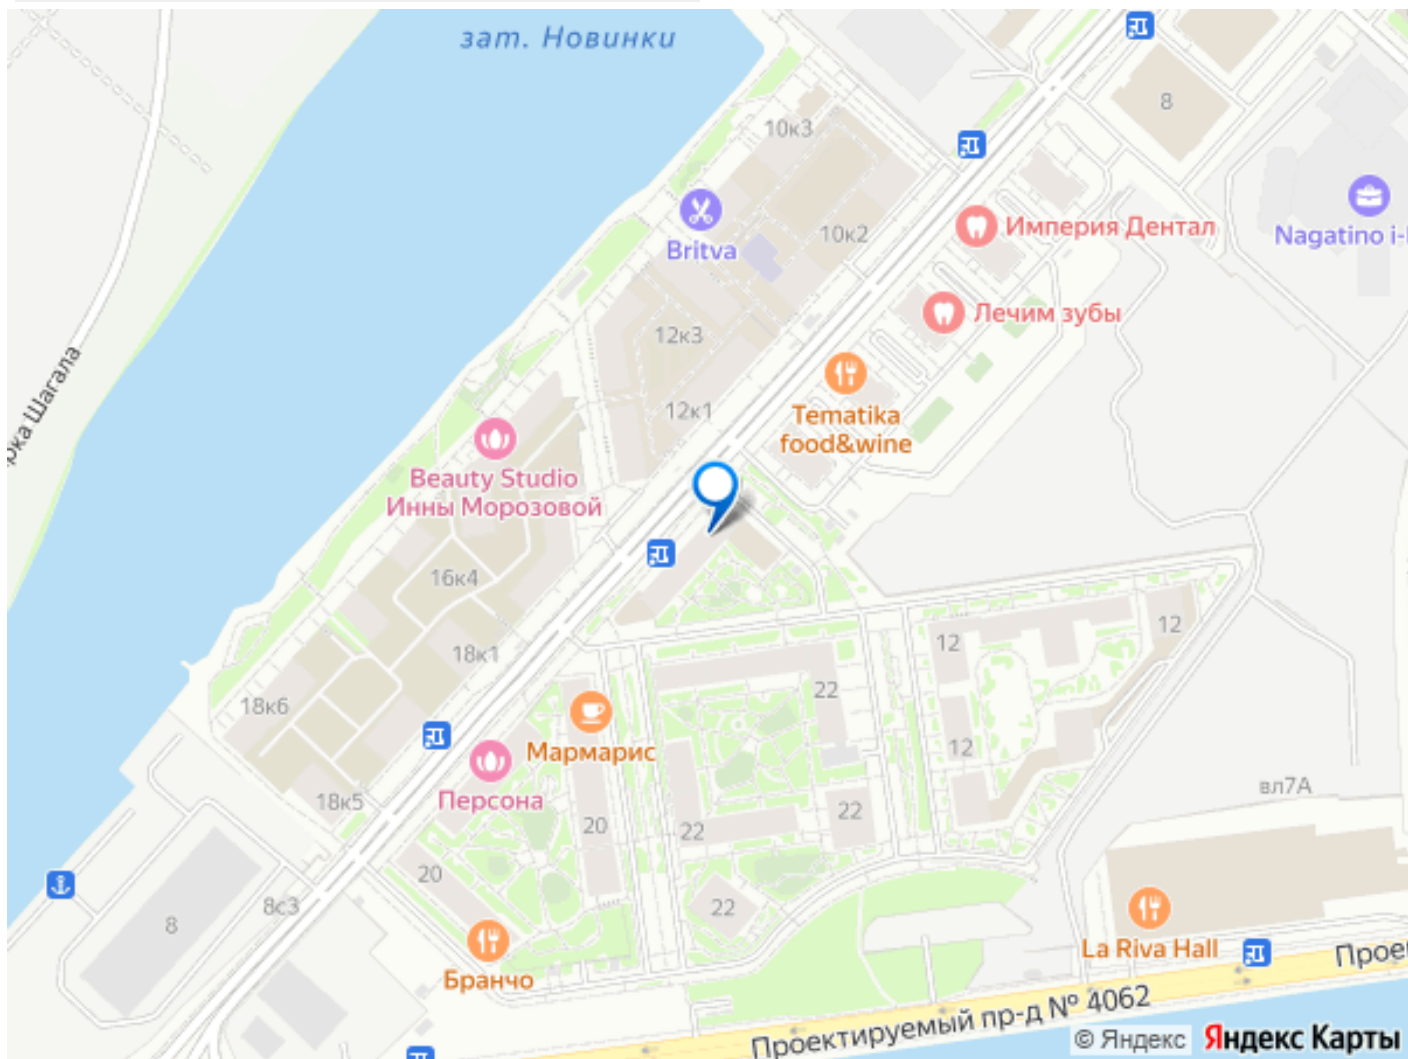 зат. Новинки
8
10к3
Britva
10к2
Империя Дентал
Nagatino i-
Лечим зубы
12к3
12к1
Tematika
food&wine
рка Шагала
Beauty Studio
Инны Морозовой
16к4
18к1
18к6
12
12
22
Мармарис
12
Персона
18к5
20
22
22
вл7А
20
22
8с3
8
Бранчо
La Riva Hall
Прое
Проектируемый пр-д № 4062
© Яндекс Яндекс Карты